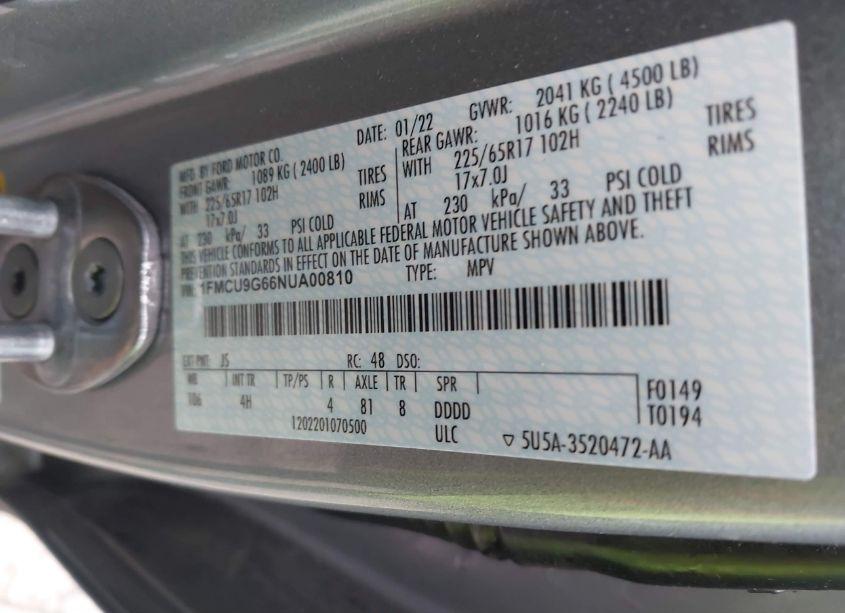 MFD. BY FORD MOTOR CO.
DATE: 01/22 GVWR: 2041 KG ( 4500 LB)
FRONT GAWR: 1089 KG ( 2400 LB)
REAR GAWR: 1016 KG ( 2240 LB)
WITH 225/65R17 102H TIRES
WITH 225/65R17 102H TIRES
17x7.0J RIMS
17x7.0J RIMS
AT 230 kPa/ 33 PSI COLD
AT 230 kPa/ 33 PSI COLD
THIS VEHICLE CONFORMS TO ALL APPLICABLE FEDERAL MOTOR VEHICLE SAFETY AND THEFT
PREVENTION STANDARDS IN EFFECT ON THE DATE OF MANUFACTURE SHOWN ABOVE.
VIN: 1FMCU9G66NUA00810 TYPE: MPV
EXT PNT: JS RC: 48 DSO:
WB INT TR TP/PS R AXLE TR SPR
106 4H 4 81 8 DDDD
F0149
T0194
1202201070500 ULC ▽ 5U5A-3520472-AA